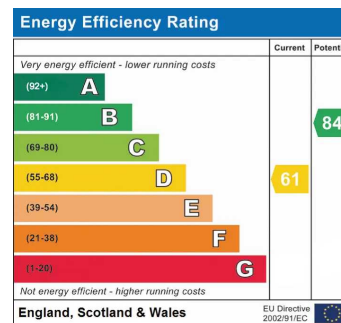 Energy Efficiency Rating
Current Potent
Very energy efficient - lower running costs
(92+) A
(81-91) B
84
(69-80) C
(55-68) D
61
(39-54) E
(21-38) F
(1-20) G
Not energy efficient - higher running costs
England, Scotland & Wales
EU Directive
2002/91/EC